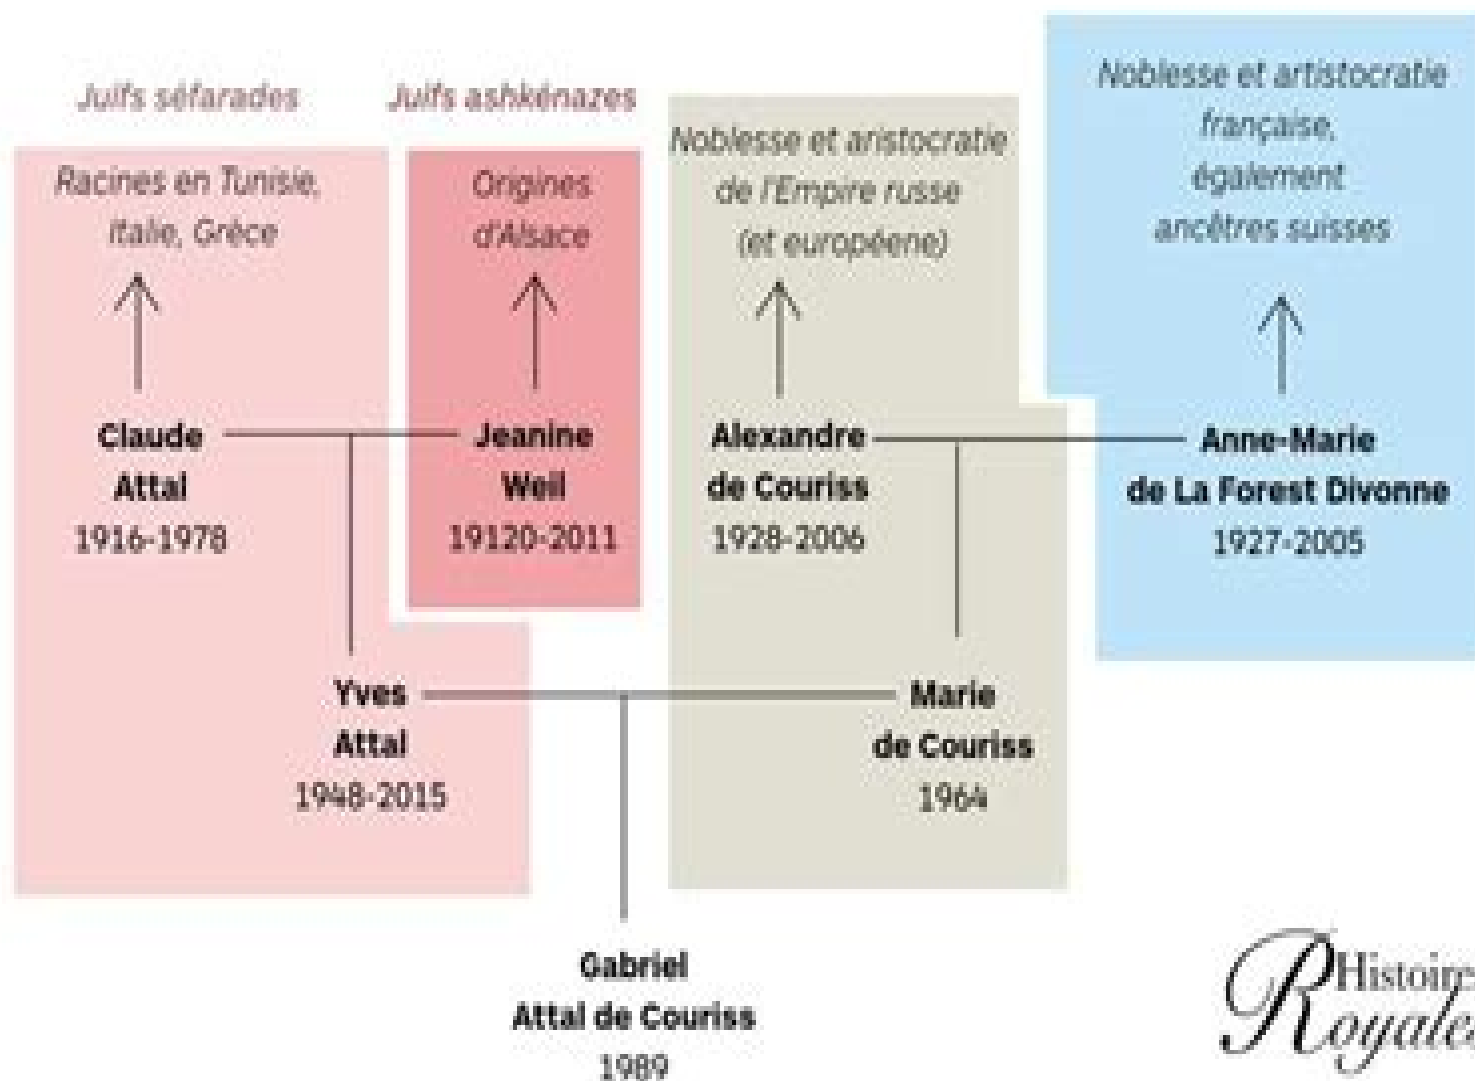 Juifs séfarades
Racines en Tunisie,
Italie, Grèce
Claude
Attal
1916-1978
Juifs ashkénazes
Origines
d'Alsace
Jeanine
Weil
19120-2011
Noblesse et aristocratie
de l'Empire russe
(et européene)
Alexandre
de Couriss
1928-2006
Noblesse et artistocratie
française,
également
ancêtres suisses
Anne-Marie
de La Forest Divonne
1927-2005
Yves
Attal
1948-2015
Marie
de Couriss
1964
Gabriel
Attal de Couriss
1989
Histoires
Royales